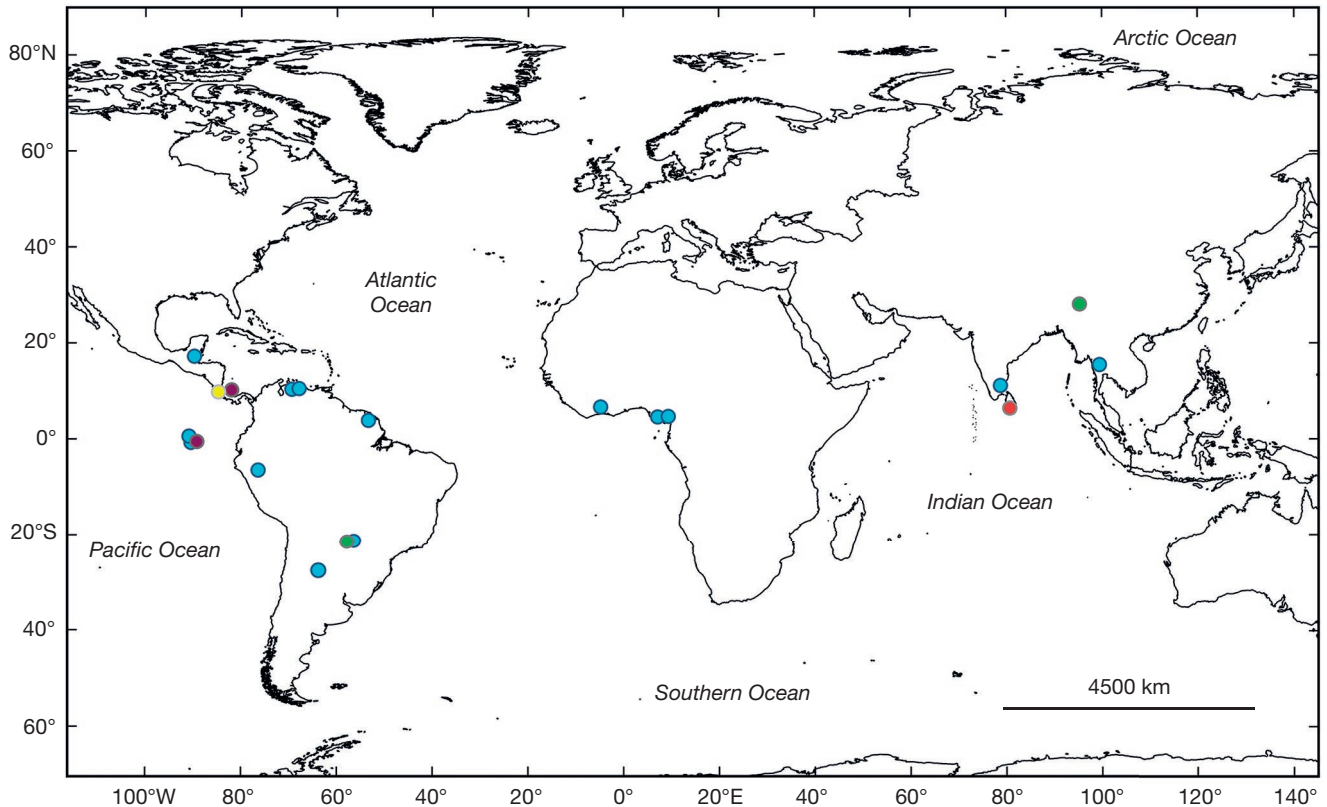 80°N
Arctic Ocean
60°
40°
Atlantic
Ocean
20°
0°
Indian Ocean
20°S
Pacific Ocean
40°
4500 km
Southern Ocean
60°
100°W 80° 60° 40° 20° 0° 20°E 40° 60° 80° 100° 120° 140°